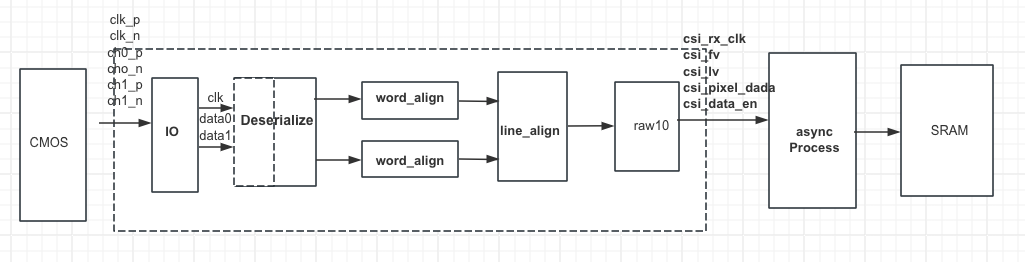 clk_p
clk_n
ch0_p
cho_n
ch1_p
ch1_n
CMOS
IO
clk
data0
data1
Deserialize
word_align
word_align
line_align
raw10
csi_rx_clk
csi_fv
csi_lv
csi_pixel_dada
csi_data_en
async
Process
SRAM